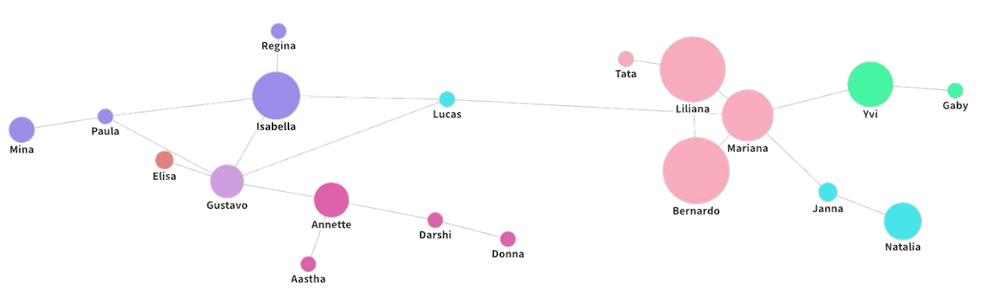 Regina
Tata
Isabella
Lucas
Liliana
Yvi
Gaby
Mina
Paula
Mariana
Elisa
Gustavo
Annette
Darshi
Donna
Aastha
Bernardo
Janna
Natalia